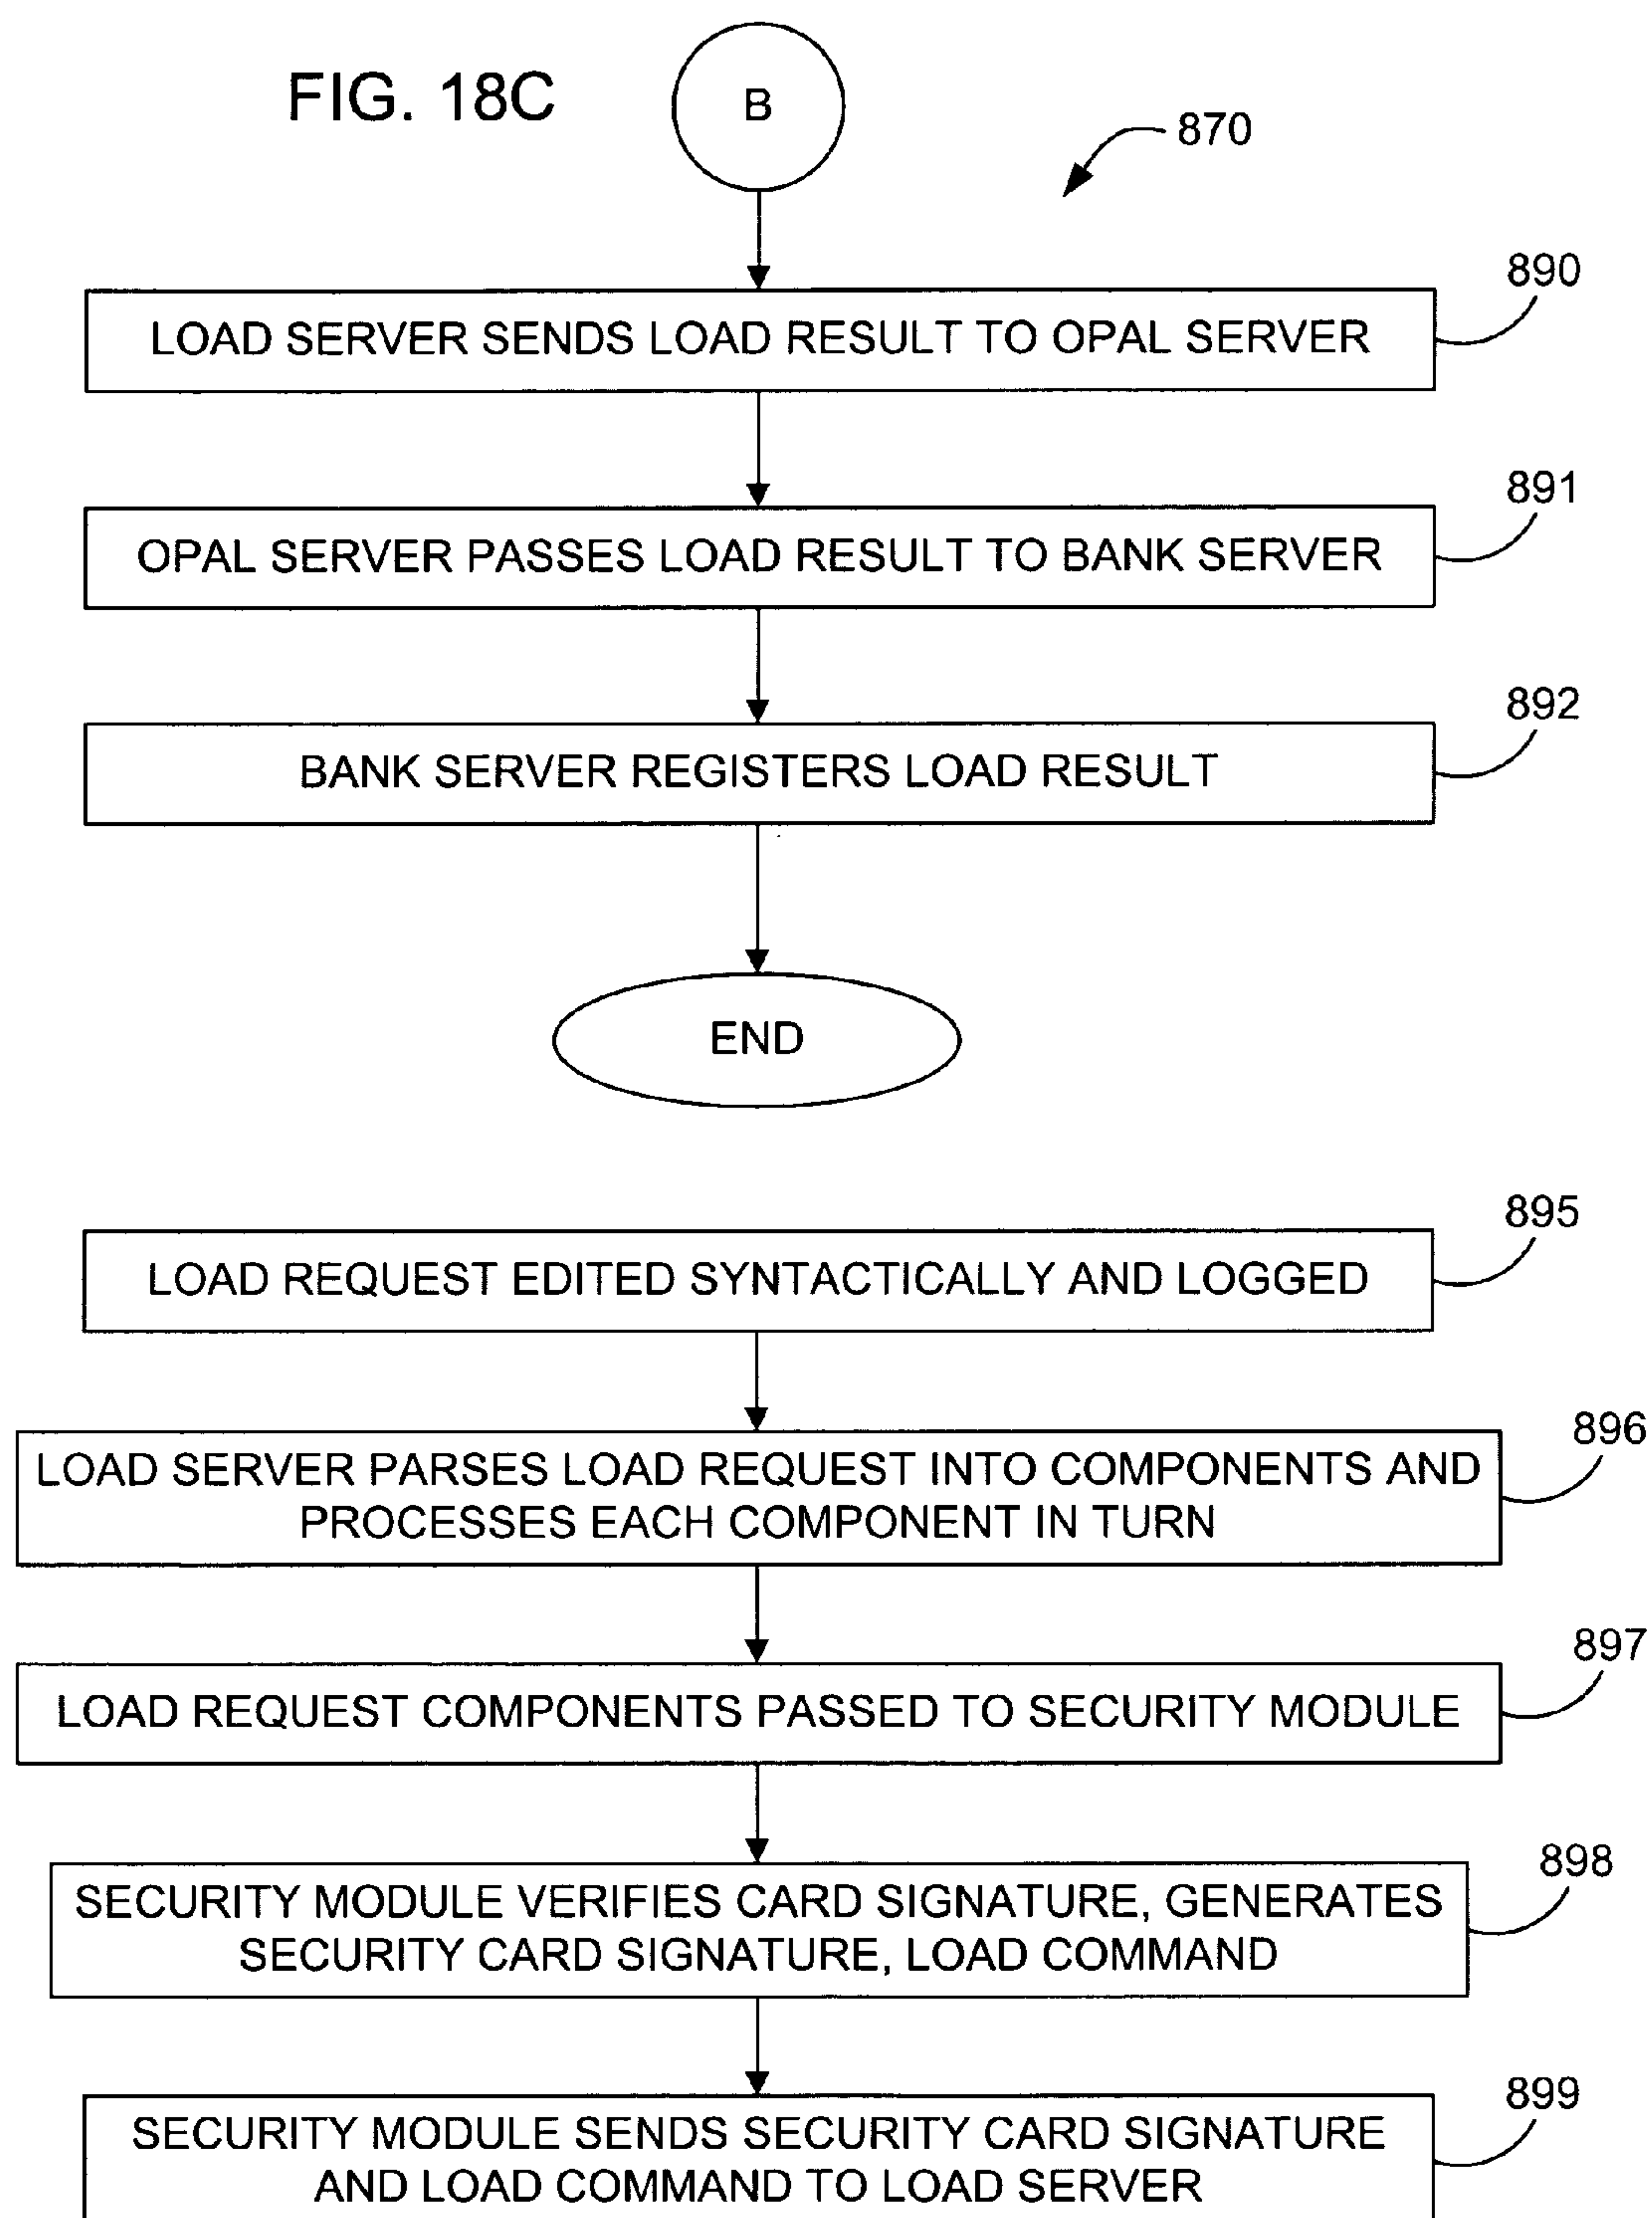 FIG. 18C
B
870
890
LOAD SERVER SENDS LOAD RESULT TO OPAL SERVER
891
OPAL SERVER PASSES LOAD RESULT TO BANK SERVER
892
BANK SERVER REGISTERS LOAD RESULT
END
895
LOAD REQUEST EDITED SYNTACTICALLY AND LOGGED
896
LOAD SERVER PARSES LOAD REQUEST INTO COMPONENTS AND
PROCESSES EACH COMPONENT IN TURN
897
LOAD REQUEST COMPONENTS PASSED TO SECURITY MODULE
898
SECURITY MODULE VERIFIES CARD SIGNATURE, GENERATES
SECURITY CARD SIGNATURE, LOAD COMMAND
899
SECURITY MODULE SENDS SECURITY CARD SIGNATURE
AND LOAD COMMAND TO LOAD SERVER